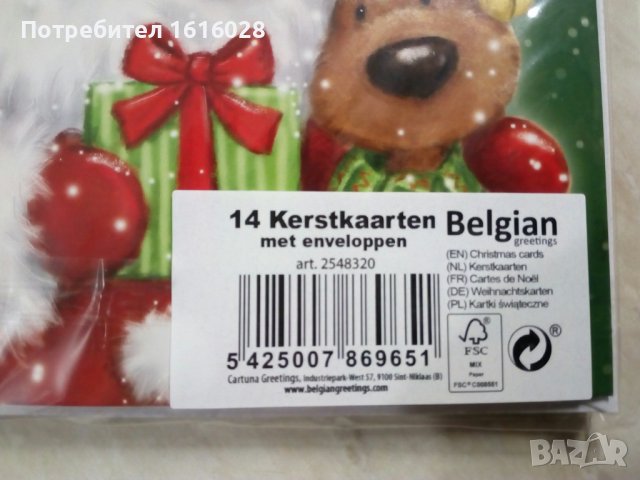 Потребител 1616028
14 Kerstkaarten
met enveloppen
art. 2548320
Belgian
greetings
(EN) Christmas cards
(NL) Kerstkaarten
(FR) Cartes de Noël
(DE) Weihnachtskarten
(PL) Kartki świąteczne
5 425007 869651
Cartuna Greetings, Industriepark-West 57, 9100 Sint-Niklaas (B)
www.belgiangreetings.com
FSC
MIX
Paper
®
BAZAR